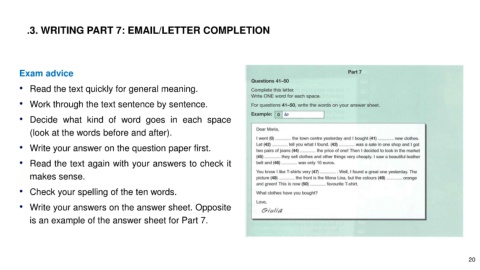 .3. WRITING PART 7: EMAIL/LETTER COMPLETION
Exam advice
• Read the text quickly for general meaning.
• Work through the text sentence by sentence.
• Decide what kind of word goes in each space
(look at the words before and after).
• Write your answer on the question paper first.
• Read the text again with your answers to check it
makes sense.
• Check your spelling of the ten words.
• Write your answers on the answer sheet. Opposite
is an example of the answer sheet for Part 7.
Part 7
Questions 41–50
Complete this letter.
Write ONE word for each space.
For questions 41–50, write the words on your answer sheet.
Example: 0 to
Dear Maria,
I went (0) ............ the town centre yesterday and I bought (41) ............ new clothes.
Let (42) ............ tell you what I found. (43) ............ was a sale in one shop and I got
two pairs of jeans (44) ............ the price of one! Then I decided to look in the market
(45) ............ they sell clothes and other things very cheaply. I saw a beautiful leather
belt and (46) ............ was only 10 euros.
You know I like T-shirts very (47) ............ Well, I found a great one yesterday. The
picture (48) ............ the front is the Mona Lisa, but the colours (49) ............ orange
and green! This is now (50) ............ favourite T-shirt.
What clothes have you bought?
Love,
Giulia
20